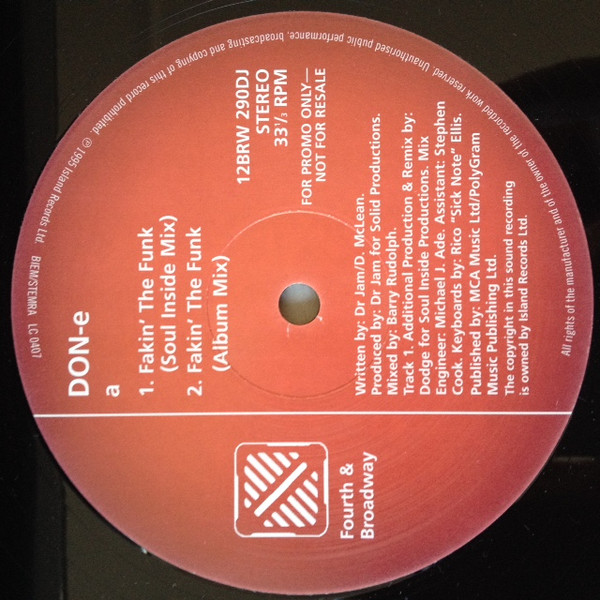 DON-e
a
1. Fakin' The Funk
(Soul Inside Mix)
2. Fakin' The Funk
(Album Mix)
12BRW 290DJ
STEREO
33 1/3 RPM
FOR PROMO ONLY—
NOT FOR RESALE
Written by: Dr Jam/D. McLean.
Produced by: Dr Jam for Solid Productions.
Mixed by: Barry Rudolph.
Track 1. Additional Production & Remix by:
Dodge for Soul Inside Productions. Mix
Engineer: Michael J. Ade. Assistant: Stephen
Cook. Keyboards by: Rico "Sick Note" Ellis.
Published by: MCA Music Ltd/PolyGram
Music Publishing Ltd.
The copyright in this sound recording
is owned by Island Records Ltd.
Fourth &
Broadway
All rights of the manufacturer and of the owner of the recorded work reserved. Unauthorised public performance, broadcasting and copying of this record prohibited. ℗ 1995 Island Records Ltd. BIEM/STEMRA LC 0407